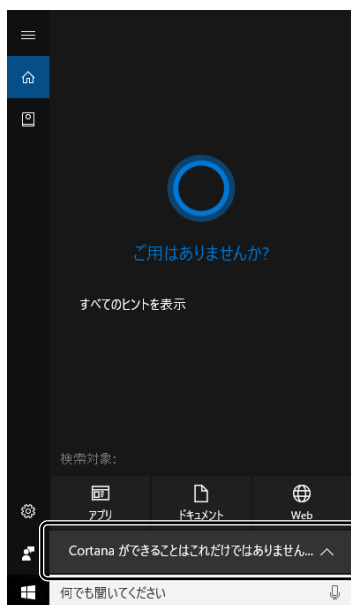 ご用はありませんか?
すべてのヒントを表示
検索対象:
アプリ ドキュメント Web
Cortana ができることはこれだけではありません...
何でも聞いてください